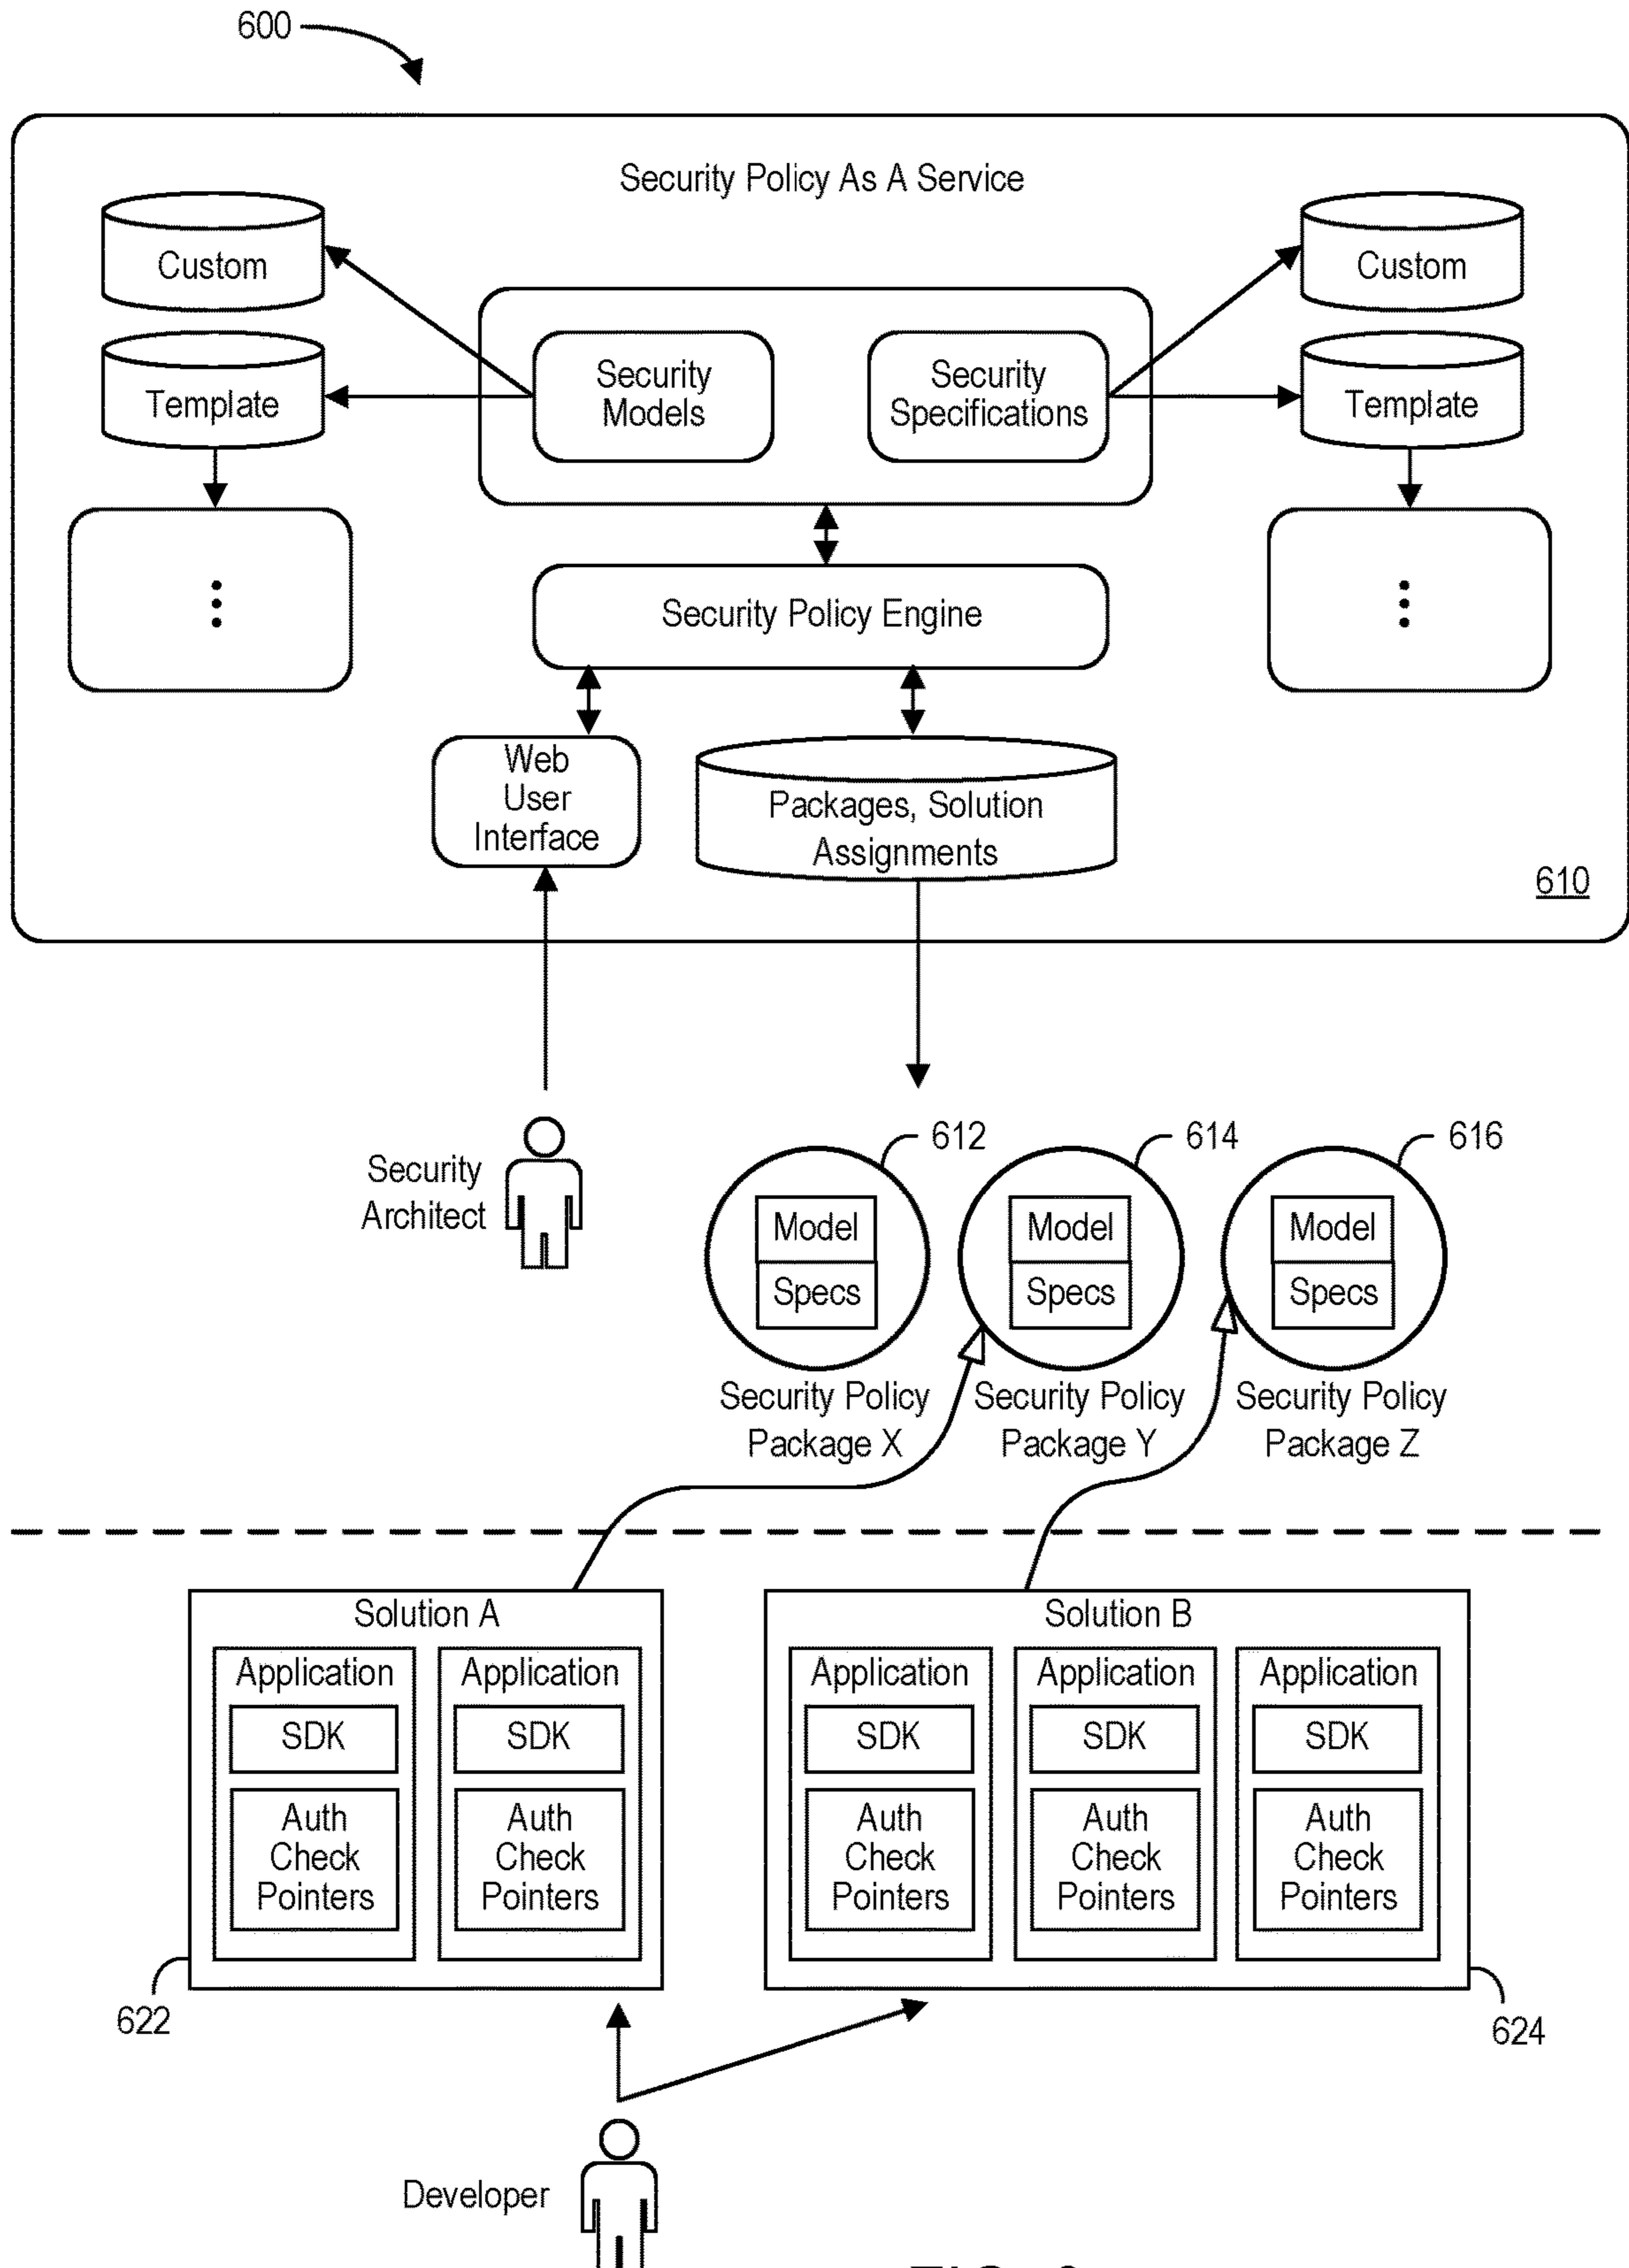 600
Security Policy As A Service
Custom
Custom
Template
Security
Models
Security
Specifications
Template
Security Policy Engine
Web
User
Interface
Packages, Solution
Assignments
610
Security
Architect
612
614
616
Model
Specs
Model
Specs
Model
Specs
Security Policy
Package X
Security Policy
Package Y
Security Policy
Package Z
Solution A
Application
SDK
Auth
Check
Pointers
Application
SDK
Auth
Check
Pointers
Solution B
Application
SDK
Auth
Check
Pointers
Application
SDK
Auth
Check
Pointers
Application
SDK
Auth
Check
Pointers
622
624
Developer